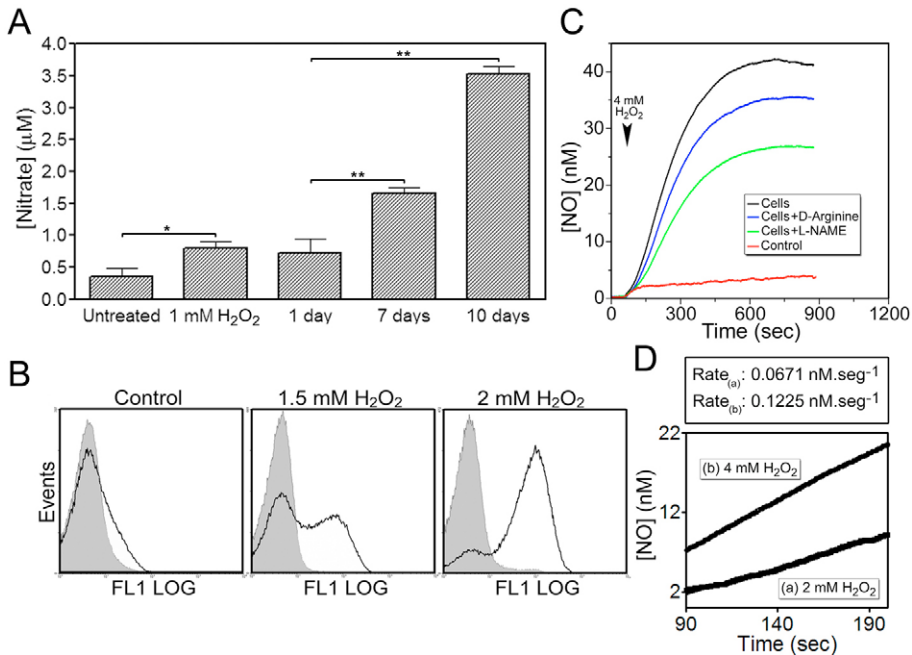 A
[Nitrate] (μM)
4.0
3.5
3.0
2.5
2.0
1.5
1.0
0.5
0.0
**
**
*
Untreated 1 mM H₂O₂ 1 day 7 days 10 days
B
Control 1.5 mM H₂O₂ 2 mM H₂O₂
Events
FL1 LOG FL1 LOG FL1 LOG
C
[NO] (nM)
40
30
20
10
0
4 mM
H₂O₂
Cells
Cells+D-Arginine
Cells+L-NAME
Control
0 300 600 900 1200
Time (sec)
D
Rate(a): 0.0671 nM.seg⁻¹
Rate(b): 0.1225 nM.seg⁻¹
[NO] (nM)
22
12
2
(b) 4 mM H₂O₂
(a) 2 mM H₂O₂
90 140 190
Time (sec)